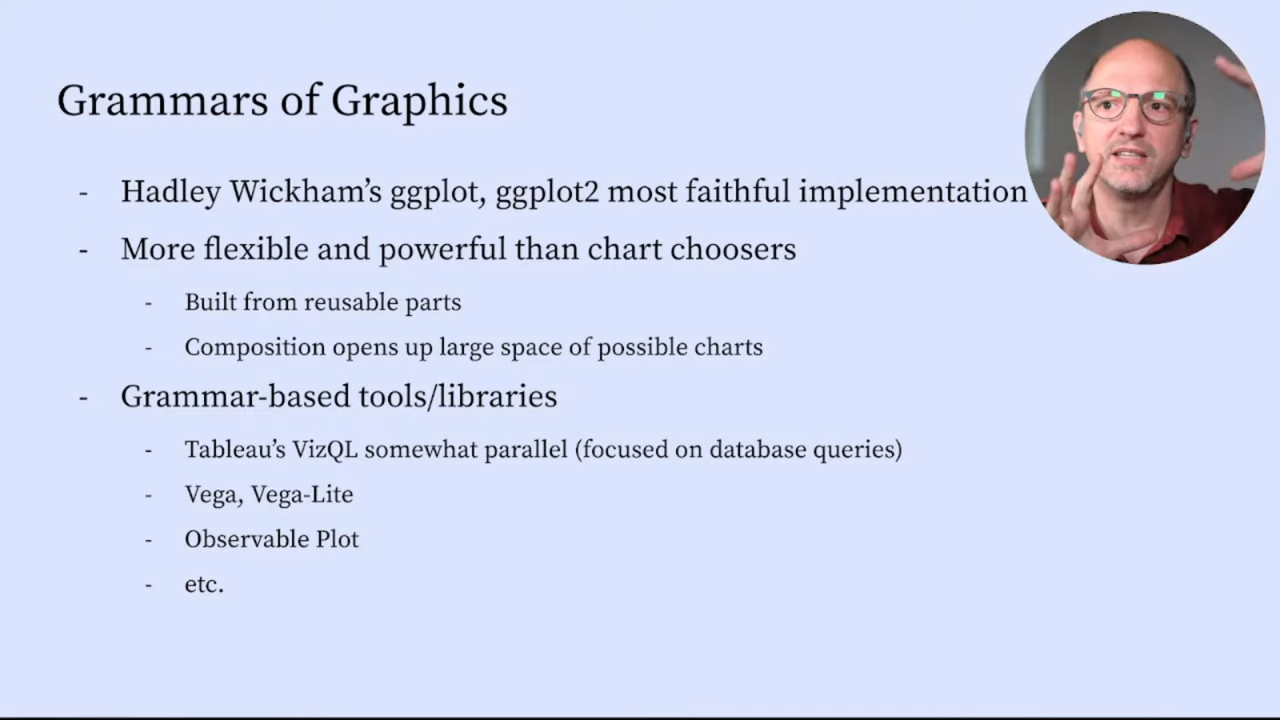 Grammars of Graphics
- Hadley Wickham’s ggplot, ggplot2 most faithful implementation
- More flexible and powerful than chart choosers
- Built from reusable parts
- Composition opens up large space of possible charts
- Grammar-based tools/libraries
- Tableau’s VizQL somewhat parallel (focused on database queries)
- Vega, Vega-Lite
- Observable Plot
- etc.